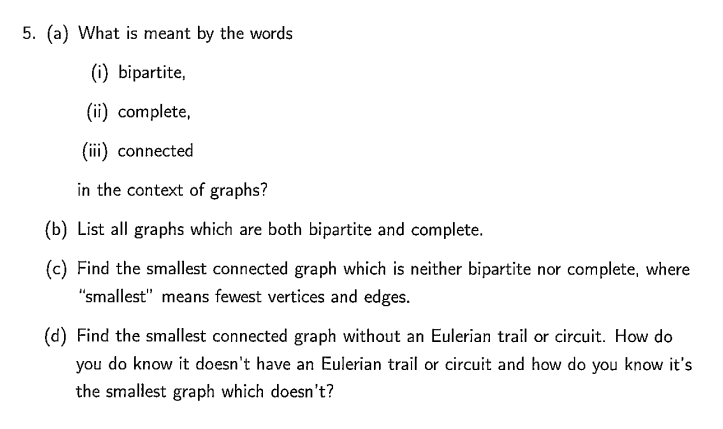 5. (a) What is meant by the words
(i) bipartite,
(ii) complete,
(iii) connected
in the context of graphs?
(b) List all graphs which are both bipartite and complete.
(c) Find the smallest connected graph which is neither bipartite nor complete, where
"smallest" means fewest vertices and edges.
(d) Find the smallest connected graph without an Eulerian trail or circuit. How do
you do know it doesn't have an Eulerian trail or circuit and how do you know it's
the smallest graph which doesn't?